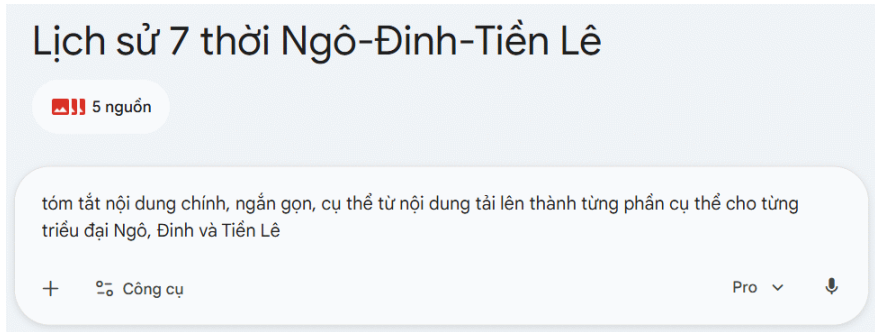 Lịch sử 7 thời Ngô-Đinh-Tiền Lê
5 nguồn
tóm tắt nội dung chính, ngắn gọn, cụ thể từ nội dung tải lên thành từng phần cụ thể cho từng
triều đại Ngô, Đinh và Tiền Lê
Công cụ
Pro